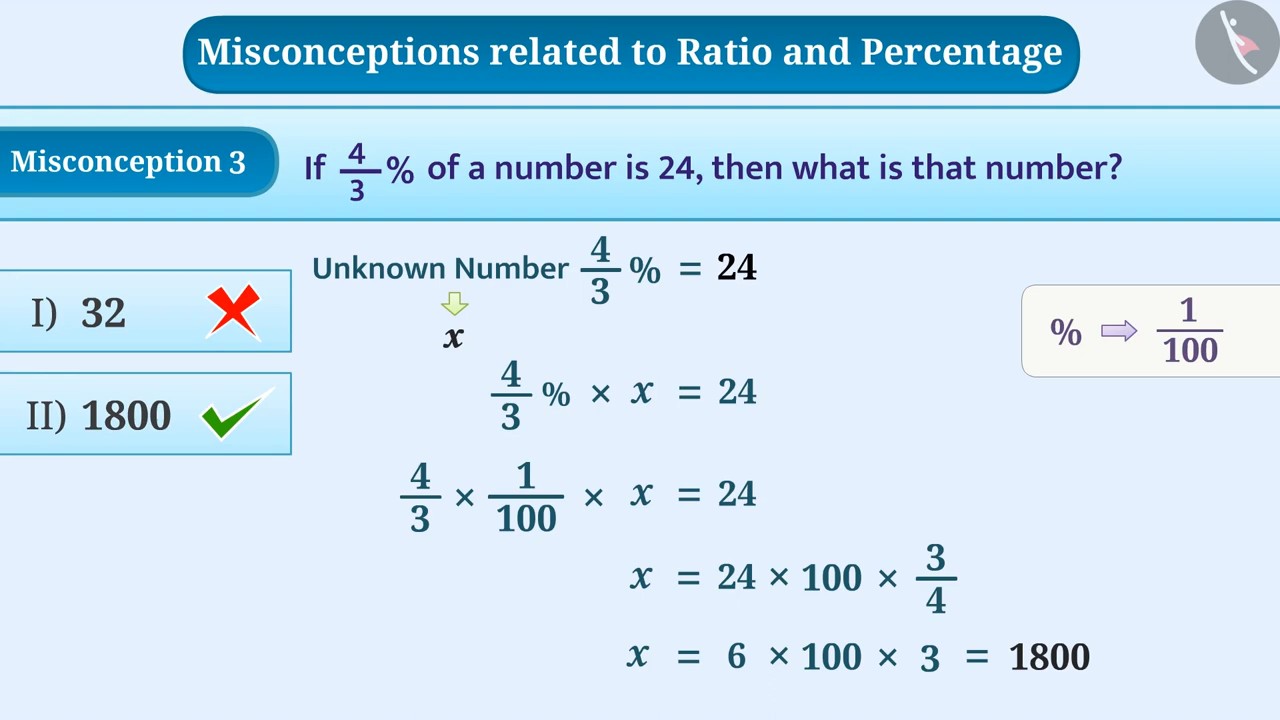 Misconceptions related to Ratio and Percentage
Misconception 3
If 4/3 % of a number is 24, then what is that number?
I) 32
II) 1800
Unknown Number 4/3 % = 24
x
4/3 % × x = 24
4/3 × 1/100 × x = 24
x = 24 × 100 × 3/4
x = 6 × 100 × 3 = 1800
% ⇨ 1/100